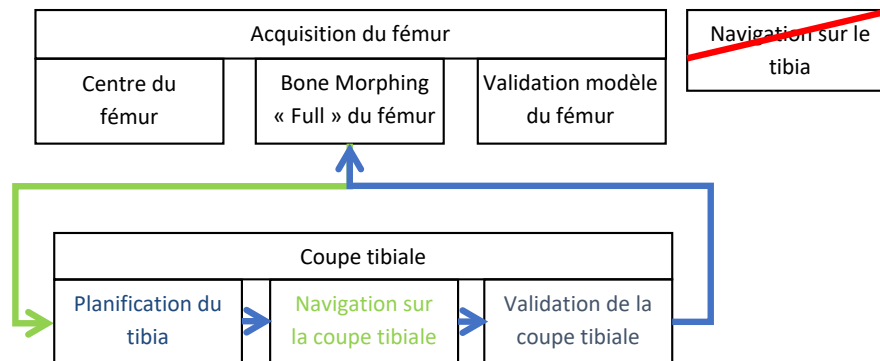 Acquisition du fémur
Centre du
fémur
Bone Morphing
« Full » du fémur
Validation modèle
du fémur
Navigation sur le
tibia
Coupe tibiale
Planification du
tibia
Navigation sur
la coupe tibiale
Validation de la
coupe tibiale